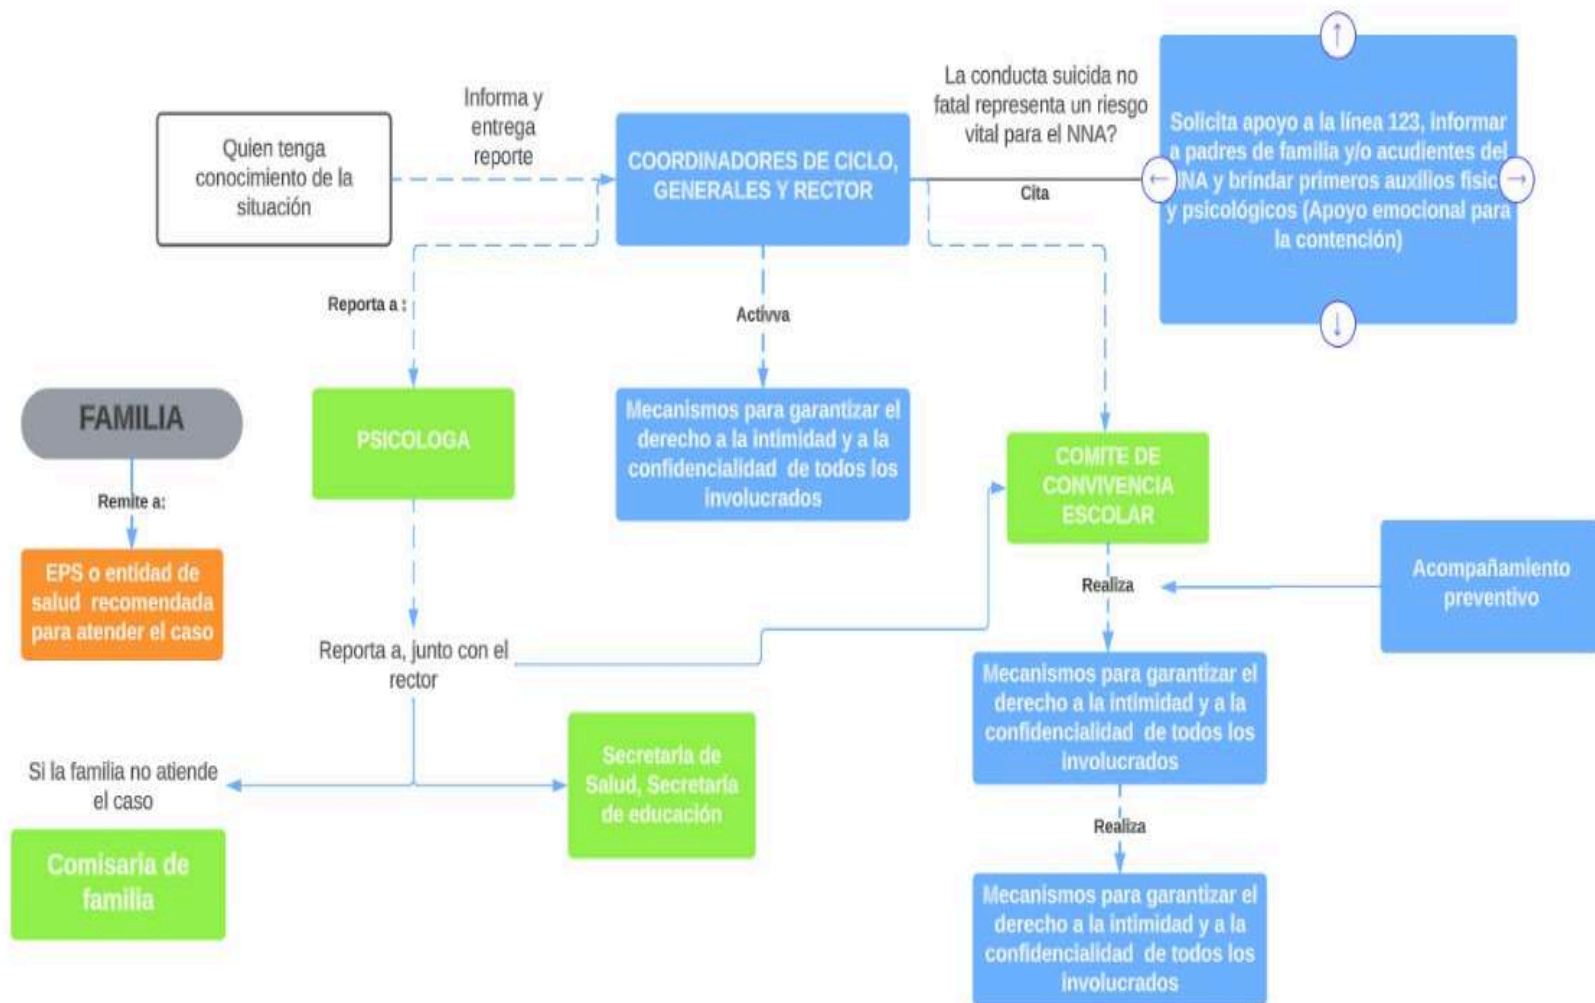 Quien tenga
conocimiento de la
situación
Informa y
entrega
reporte
COORDINADORES DE CICLO,
GENERALES Y RECTOR
La conducta suicida no
fatal representa un riesgo
vital para el NNA?
Cita
Solicita apoyo a la línea 123, informar
a padres de familia y/o acudientes del
NNA y brindar primeros auxilios físic
y psicológicos (Apoyo emocional para
la contención)
Reporta a :
Activva
FAMILIA
Remite a:
EPS o entidad de
salud recomendada
para atender el caso
PSICOLOGA
Mecanismos para garantizar el
derecho a la intimidad y a la
confidencialidad de todos los
involucrados
COMITE DE
CONVIVENCIA
ESCOLAR
Realiza
Acompañamiento
preventivo
Reporta a, junto con el
rector
Mecanismos para garantizar el
derecho a la intimidad y a la
confidencialidad de todos los
involucrados
Si la familia no atiende
el caso
Secretaría de
Salud, Secretaría
de educación
Comisaria de
familia
Realiza
Mecanismos para garantizar el
derecho a la intimidad y a la
confidencialidad de todos los
involucrados